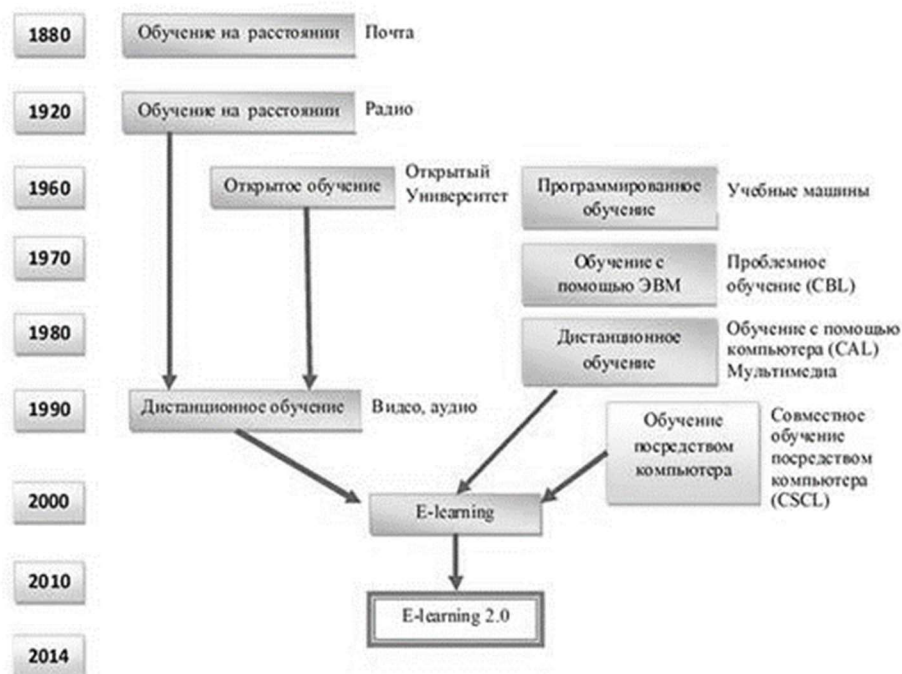 1880
Обучение на расстоянии
Почта
1920
Обучение на расстоянии
Радио
1960
Открытое обучение
Открытый
Университет
Программированное
обучение
Учебные машины
1970
Обучение с
помощью ЭВМ
Проблемное
обучение (CBL)
1980
Дистанционное
обучение
Обучение с помощью
компьютера (CAL)
Мультимедиа
1990
Дистанционное обучение
Видео, аудио
Обучение
посредством
компьютера
Совместное
обучение
посредством
компьютера
(CSCL)
2000
E-learning
2010
E-learning 2.0
2014